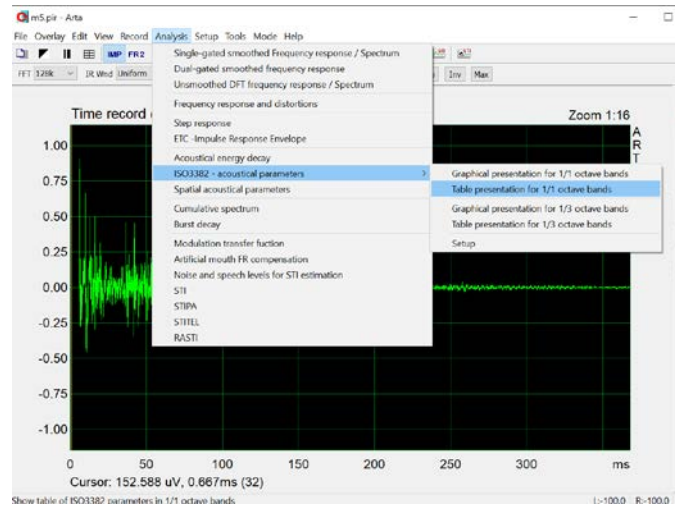 m5.pir - Arta
File Overlay Edit View Record Analysis Setup Tools Mode Help
IMP FR2
FFT 128k IR Wnd Uniform Inv Max
Time record
Zoom 1:16
A
R
T
Single-gated smoothed Frequency response / Spectrum
Dual-gated smoothed frequency response
Unsmoothed DFT frequency response / Spectrum
Frequency response and distortions
Step response
ETC -Impulse Response Envelope
Acoustical energy decay
ISO3382 - acoustical parameters
Spatial acoustical parameters
Cumulative spectrum
Burst decay
Modulation transfer fuction
Artificial mouth FR compensation
Noise and speech levels for STI estimation
STI
STIPA
STITEL
RASTI
Graphical presentation for 1/1 octave bands
Table presentation for 1/1 octave bands
Graphical presentation for 1/3 octave bands
Table presentation for 1/3 octave bands
Setup
1.00
0.75
0.50
0.25
0.00
-0.25
-0.50
-0.75
-1.00
0 50 100 150 200 250 300 ms
Cursor: 152.588 uV, 0.667ms (32)
Show table of ISO3382 parameters in 1/1 octave bands L:-100.0 R:-100.0